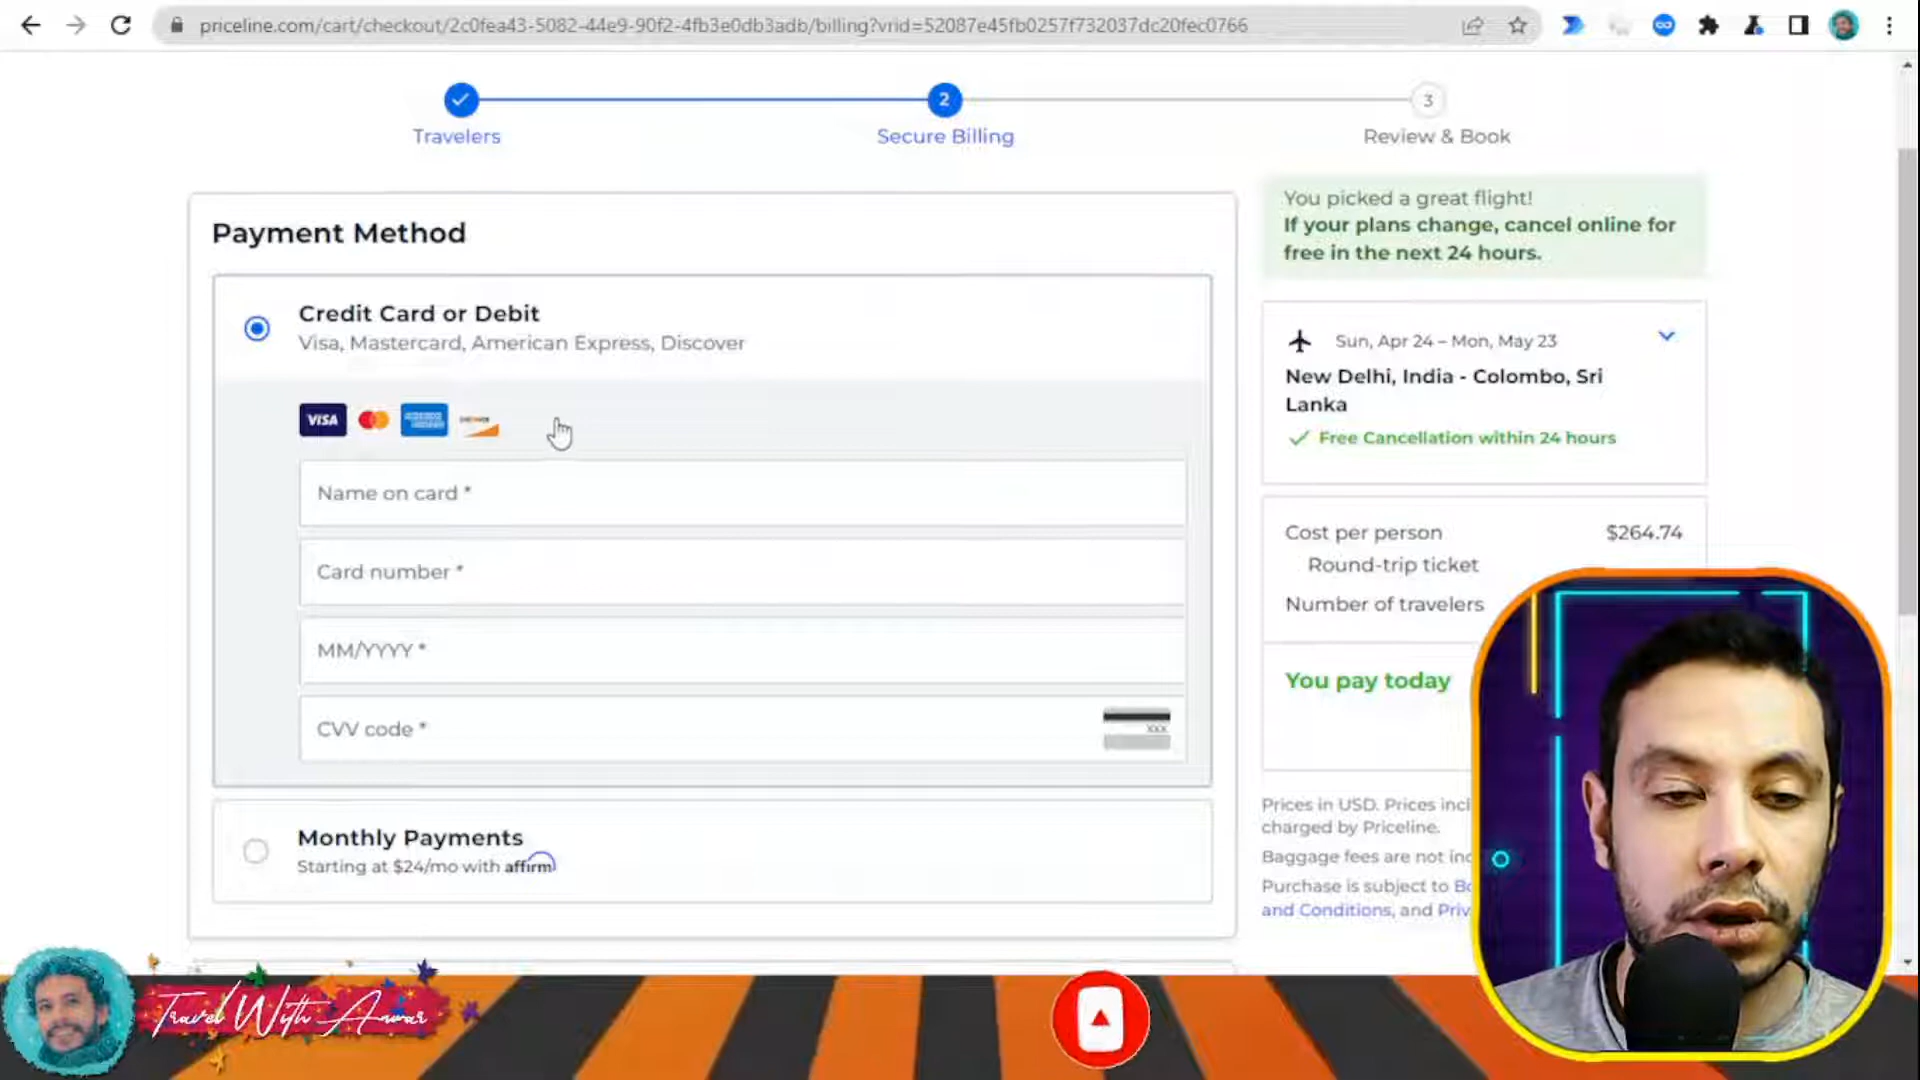 priceline.com/cart/checkout/2c0fea43-5082-44e9-90f2-4fb3e0db3adb/billing?vrid=52087e45fb0257f732037dc20fec0766
2
3
Travelers
Secure Billing
Review & Book
Payment Method
Credit Card or Debit
Visa, Mastercard, American Express, Discover
VISA
Name on card *
Card number *
MM/YYYY *
CVV code *
XXX
Monthly Payments
Starting at $24/mo with affirm
You picked a great flight!
If your plans change, cancel online for
free in the next 24 hours.
Sun, Apr 24 – Mon, May 23
New Delhi, India - Colombo, Sri
Lanka
Free Cancellation within 24 hours
Cost per person $264.74
Round-trip ticket
Number of travelers
You pay today
Prices in USD. Prices incl
charged by Priceline.
Baggage fees are not inc
Purchase is subject to Bo
and Conditions, and Priv
Travel With Anwar